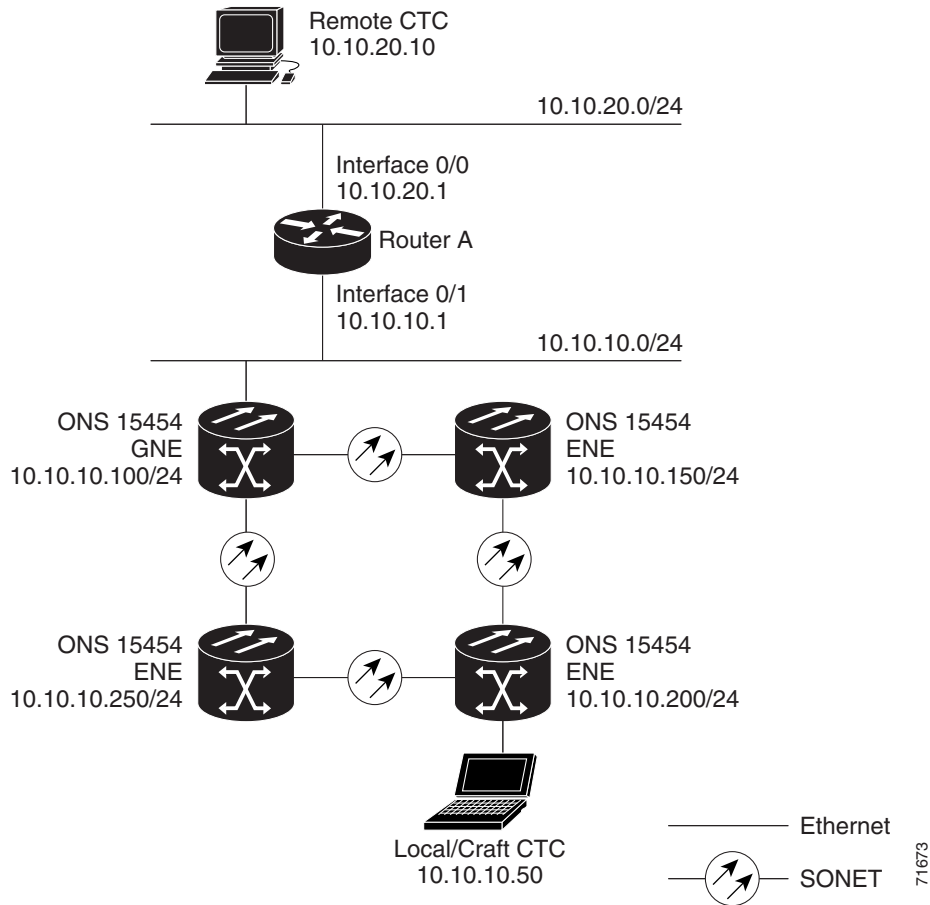 Remote CTC
10.10.20.10
10.10.20.0/24
Interface 0/0
10.10.20.1
Router A
Interface 0/1
10.10.10.1
10.10.10.0/24
ONS 15454
GNE
10.10.10.100/24
ONS 15454
ENE
10.10.10.150/24
ONS 15454
ENE
10.10.10.250/24
ONS 15454
ENE
10.10.10.200/24
Local/Craft CTC
10.10.10.50
Ethernet
SONET
71673